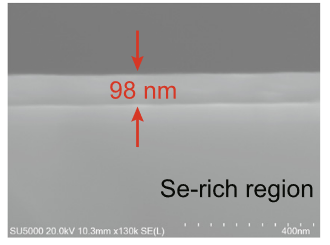 98 nm
Se-rich region
SU5000 20.0kV 10.3mm x130k SE(L) 400nm